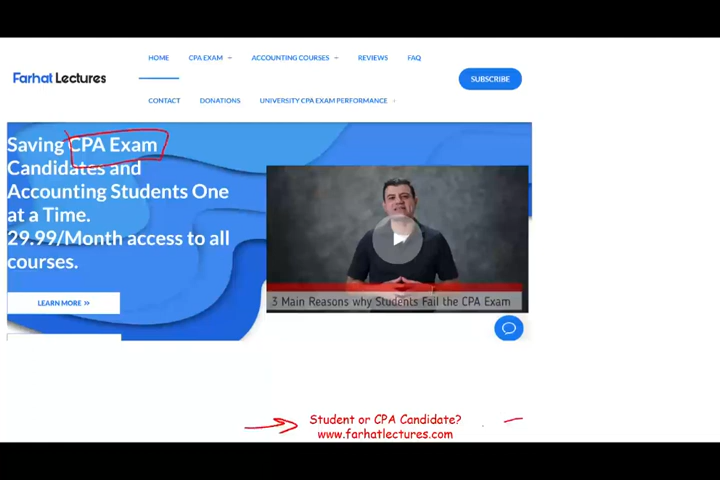 HOME
CPA EXAM
ACCOUNTING COURSES
REVIEWS
FAQ
Farhat Lectures
SUBSCRIBE
CONTACT
DONATIONS
UNIVERSITY CPA EXAM PERFORMANCE
Saving CPA Exam
Candidates and
Accounting Students One
at a Time.
29.99/Month access to all
courses.
LEARN MORE »
3 Main Reasons why Students Fail the CPA Exam
Student or CPA Candidate?
www.farhatlectures.com